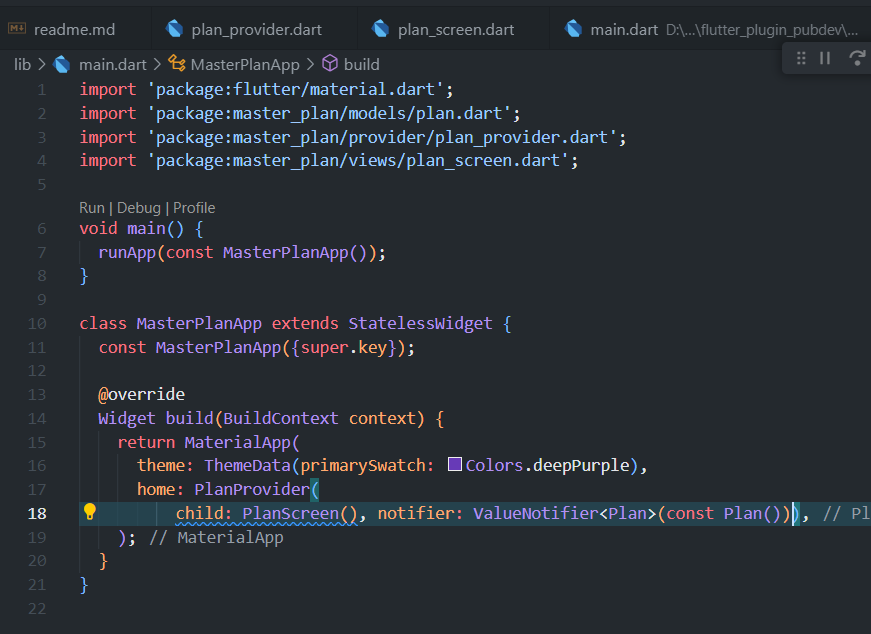 readme.md plan_provider.dart plan_screen.dart main.dart D:\...\flutter_plugin_pubdev\...
lib > main.dart > MasterPlanApp > build
1 import 'package:flutter/material.dart';
2 import 'package:master_plan/models/plan.dart';
3 import 'package:master_plan/provider/plan_provider.dart';
4 import 'package:master_plan/views/plan_screen.dart';
5
Run | Debug | Profile
6 void main() {
7   runApp(const MasterPlanApp());
8 }
9
10 class MasterPlanApp extends StatelessWidget {
11   const MasterPlanApp({super.key});
12
13   @override
14   Widget build(BuildContext context) {
15     return MaterialApp(
16       theme: ThemeData(primarySwatch: Colors.deepPurple),
17       home: PlanProvider(
18           child: PlanScreen(), notifier: ValueNotifier<Plan>(const Plan())), // Pl
19     ); // MaterialApp
20   }
21 }
22